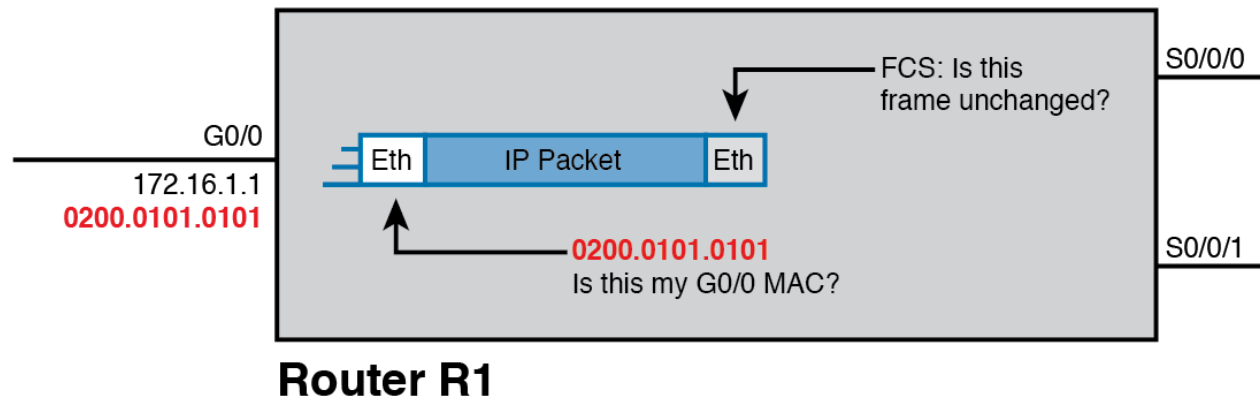 FCS: Is this
frame unchanged?
S0/0/0
G0/0
Eth
IP Packet
Eth
172.16.1.1
0200.0101.0101
0200.0101.0101
Is this my G0/0 MAC?
S0/0/1
Router R1